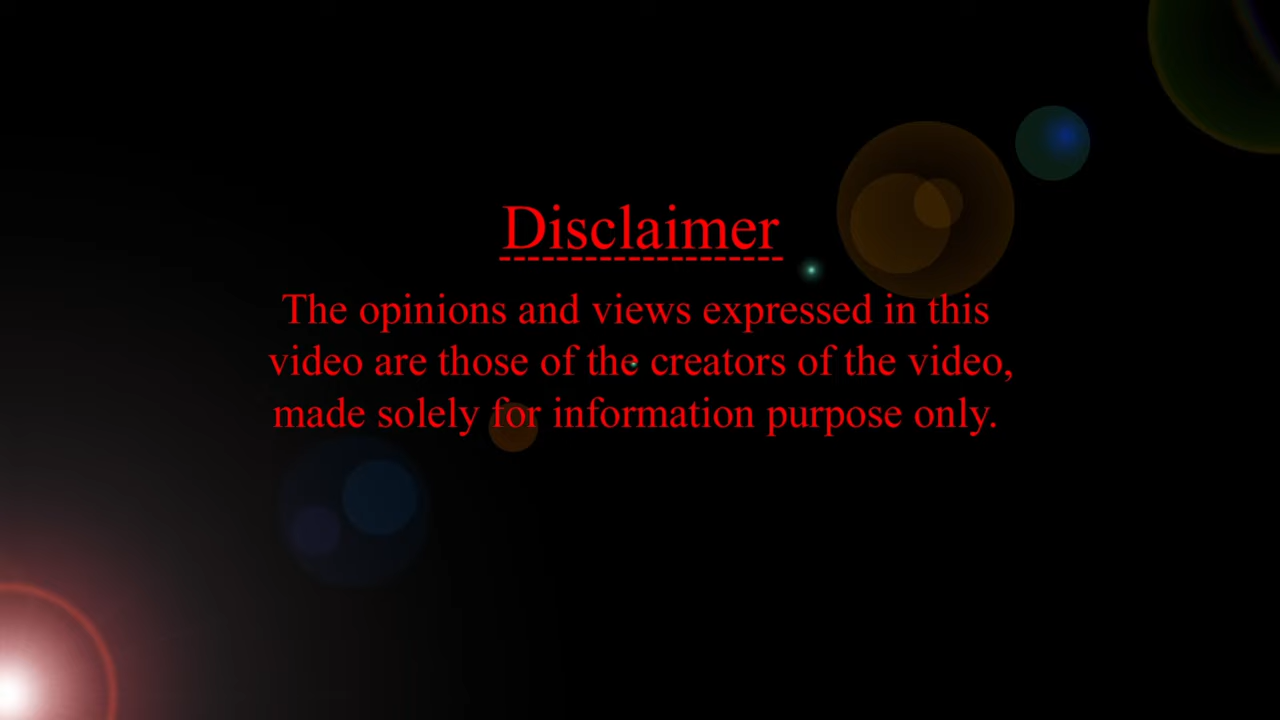 Disclaimer
The opinions and views expressed in this
video are those of the creators of the video,
made solely for information purpose only.